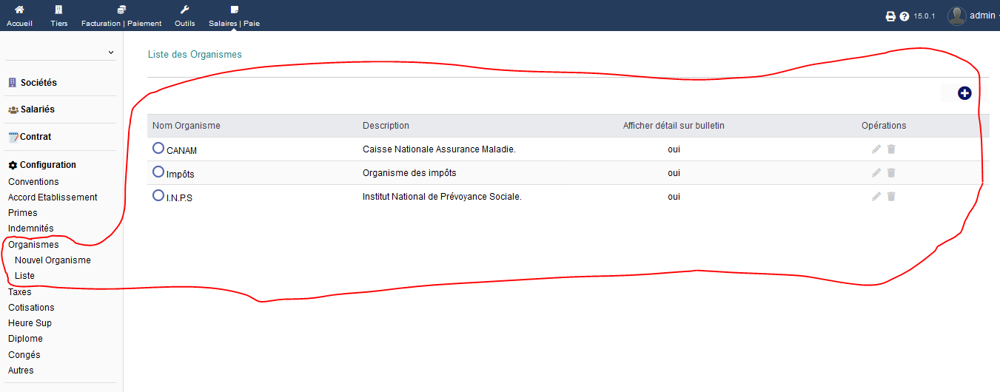 Accueil Tiers Facturation | Paiement Outils Salaires | Paie 15.0.1 admin
Liste des Organismes
Sociétés
Salariés
Contrat
Configuration
Conventions
Accord Etablissement
Primes
Indemnités
Organismes
Nouvel Organisme
Liste
Taxes
Cotisations
Heure Sup
Diplome
Congés
Autres
Nom Organisme Description Afficher détail sur bulletin Opérations
CANAM Caisse Nationale Assurance Maladie. oui
Impôts Organisme des impôts oui
I.N.P.S Institut National de Prévoyance Sociale. oui